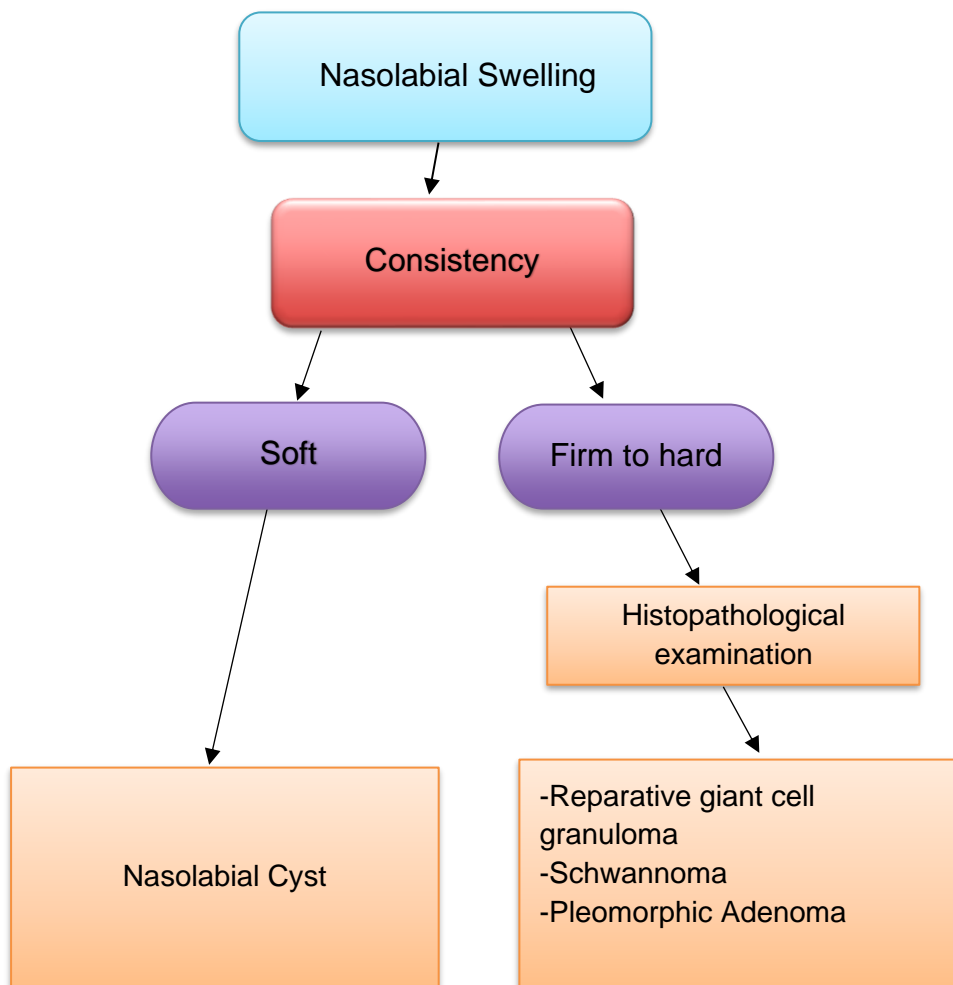 Nasolabial Swelling
Consistency
Soft
Firm to hard
Histopathological
examination
Nasolabial Cyst
-Reparative giant cell
granuloma
-Schwannoma
-Pleomorphic Adenoma